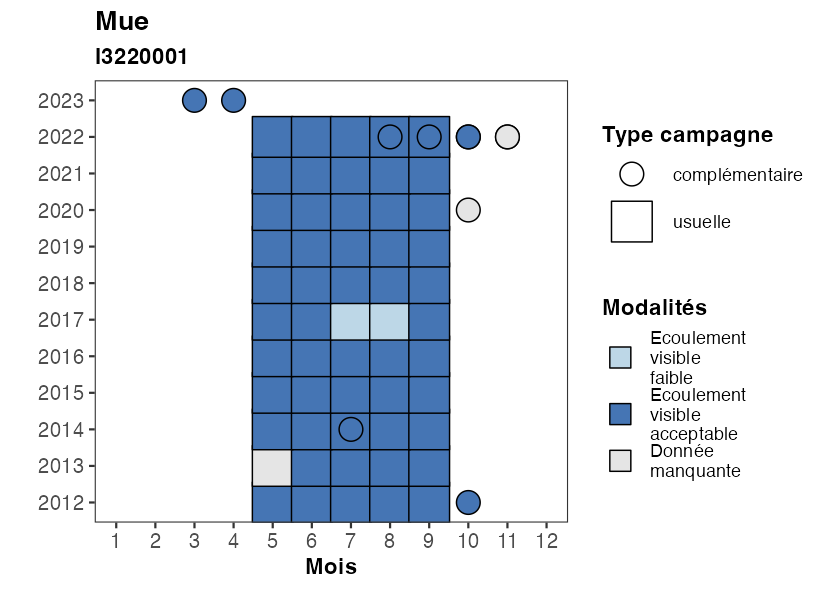 Mue
I3220001
2023
2022
2021
2020
2019
2018
2017
2016
2015
2014
2013
2012
1 2 3 4 5 6 7 8 9 10 11 12
Mois
Type campagne
complémentaire
usuelle
Modalités
Ecoulement
visible
faible
Ecoulement
visible
acceptable
Donnée
manquante